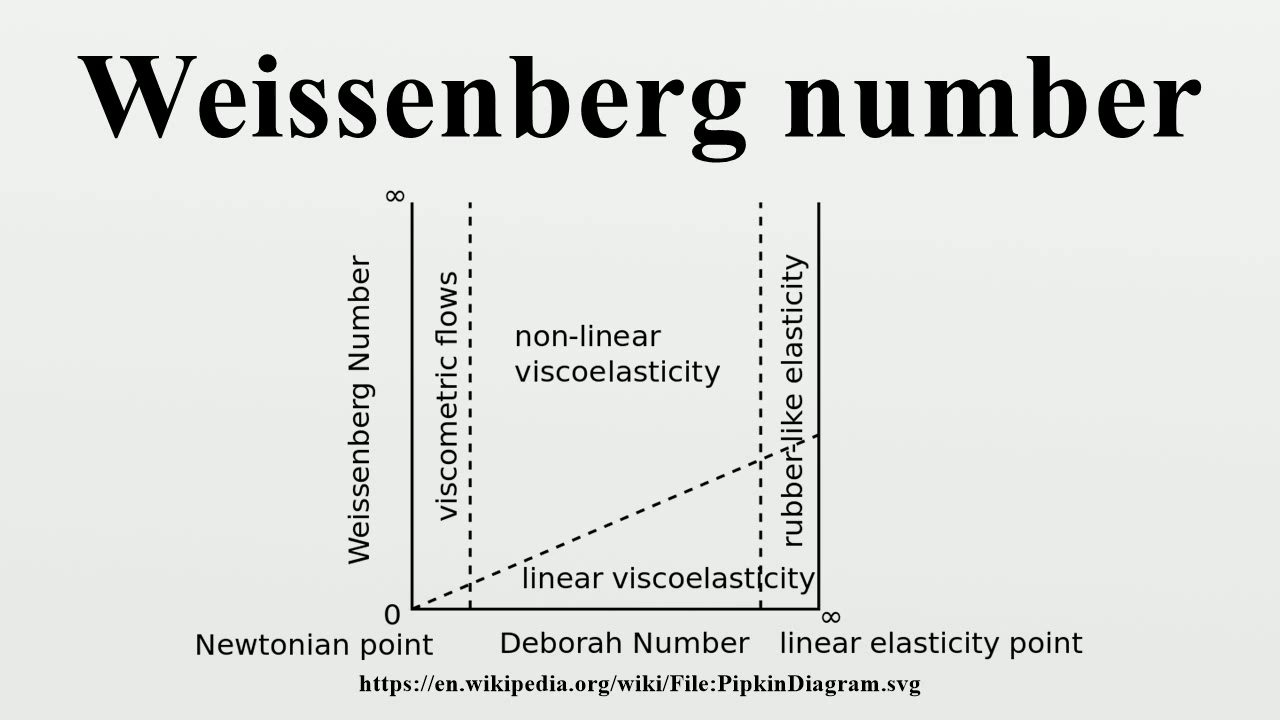 Weissenberg number
∞
Weissenberg Number
viscometric flows
non-linear
viscoelasticity
rubber-like elasticity
linear viscoelasticity
0
∞
Newtonian point
Deborah Number
linear elasticity point
https://en.wikipedia.org/wiki/File:PipkinDiagram.svg